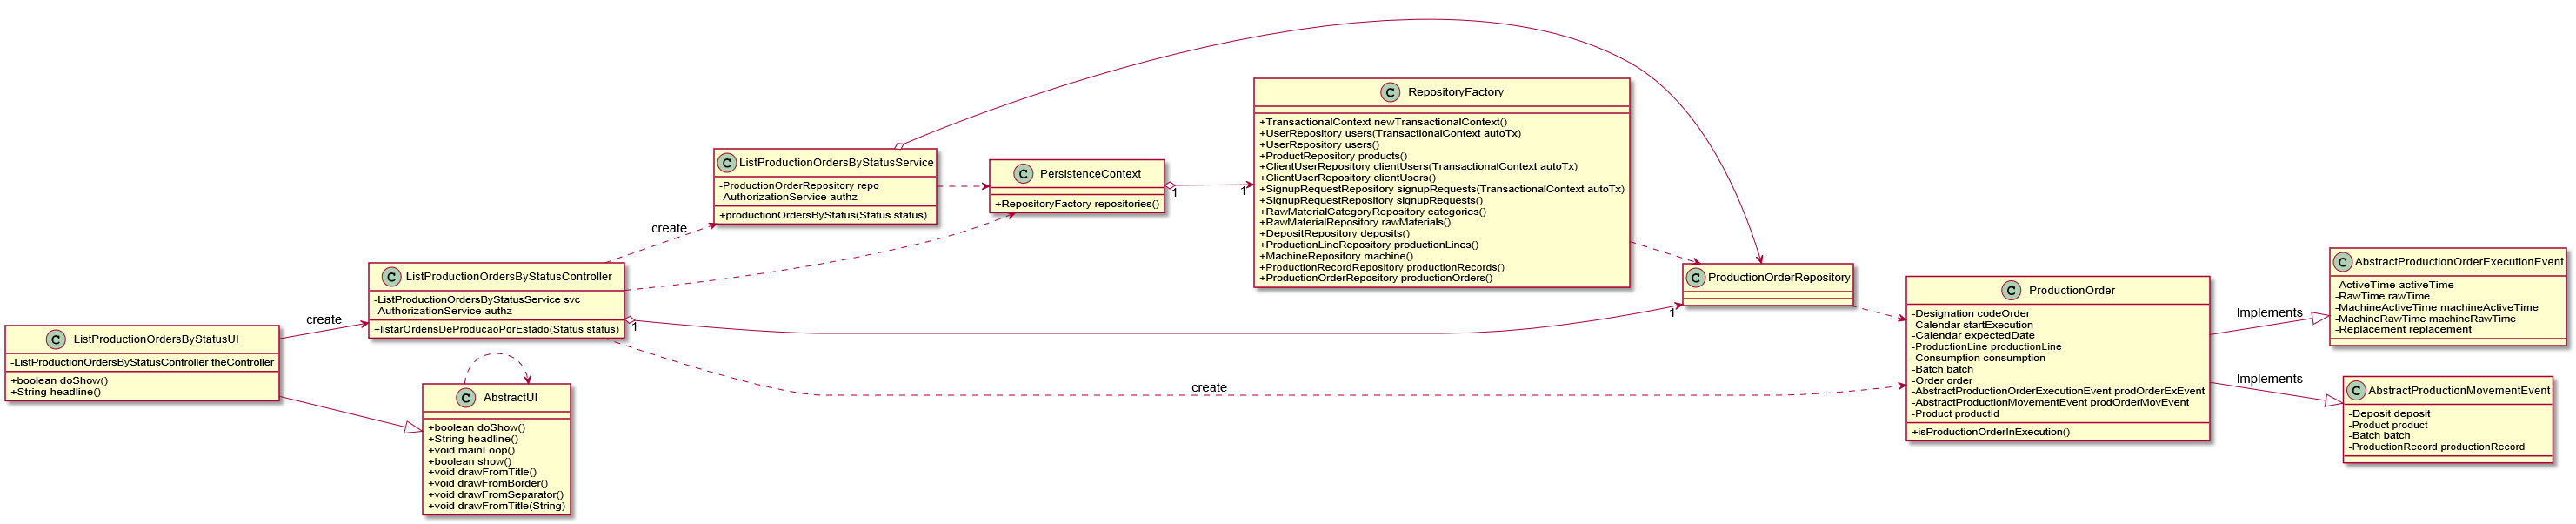 ListProductionOrdersByStatusUI
-ListProductionOrdersByStatusController theController
+boolean doShow()
+String headline()
create
ListProductionOrdersByStatusController
-ListProductionOrdersByStatusService svc
-AuthorizationService authz
+listarOrdensDeProducaoPorEstado(Status status)
1
AbstractUI
+boolean doShow()
+String headline()
+void mainLoop()
+boolean show()
+void drawFromTitle()
+void drawFromBorder()
+void drawFromSeparator()
+void drawFromTitle(String)
create
ListProductionOrdersByStatusService
-ProductionOrderRepository repo
-AuthorizationService authz
+productionOrdersByStatus(Status status)
PersistenceContext
+RepositoryFactory repositories()
1
1
RepositoryFactory
+TransactionalContext newTransactionalContext()
+UserRepository users(TransactionalContext autoTx)
+UserRepository users()
+ProductRepository products()
+ClientUserRepository clientUsers(TransactionalContext autoTx)
+ClientUserRepository clientUsers()
+SignupRequestRepository signupRequests(TransactionalContext autoTx)
+SignupRequestRepository signupRequests()
+RawMaterialCategoryRepository categories()
+RawMaterialRepository rawMaterials()
+DepositRepository deposits()
+ProductionLineRepository productionLines()
+MachineRepository machine()
+ProductionRecordRepository productionRecords()
+ProductionOrderRepository productionOrders()
create
1
ProductionOrderRepository
ProductionOrder
-Designation codeOrder
-Calendar startExecution
-Calendar expectedDate
-ProductionLine productionLine
-Consumption consumption
-Batch batch
-Order order
-AbstractProductionOrderExecutionEvent prodOrderExEvent
-AbstractProductionMovementEvent prodOrderMovEvent
-Product productId
+isProductionOrderInExecution()
Implements
Implements
AbstractProductionOrderExecutionEvent
-ActiveTime activeTime
-RawTime rawTime
-MachineActiveTime machineActiveTime
-MachineRawTime machineRawTime
-Replacement replacement
AbstractProductionMovementEvent
-Deposit deposit
-Product product
-Batch batch
-ProductionRecord productionRecord